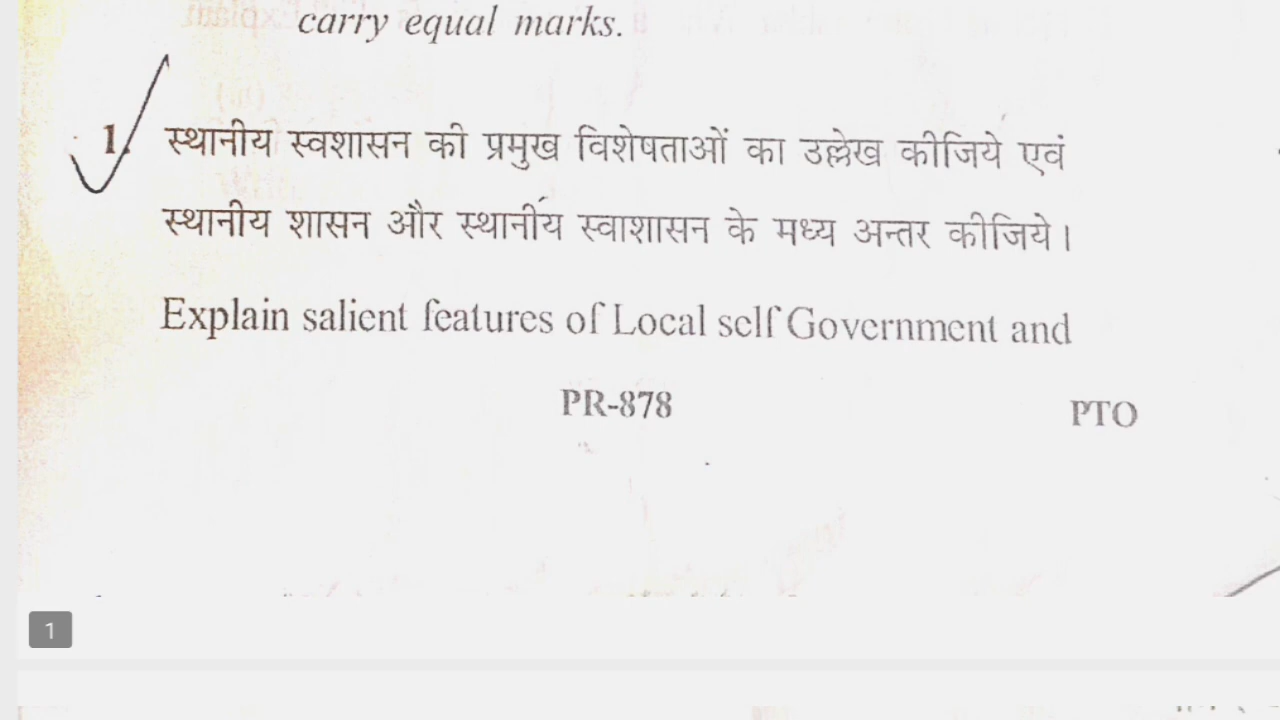 carry equal marks.
1. स्थानीय स्वशासन की प्रमुख विशेषताओं का उल्लेख कीजिये एवं
स्थानीय शासन और स्थानीय स्वाशासन के मध्य अन्तर कीजिये।
Explain salient features of Local self Government and
PR-878
PTO
1